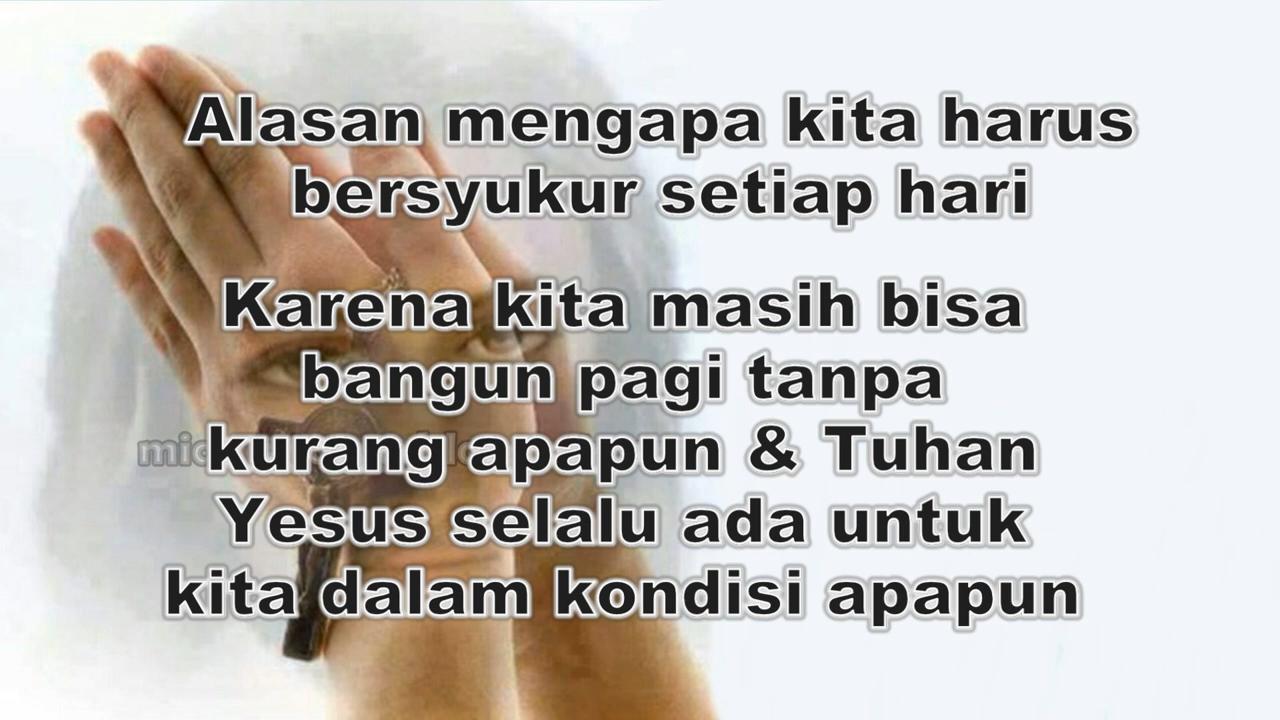 Alasan mengapa kita harus
bersyukur setiap hari
Karena kita masih bisa
bangun pagi tanpa
kurang apapun & Tuhan
Yesus selalu ada untuk
kita dalam kondisi apapun